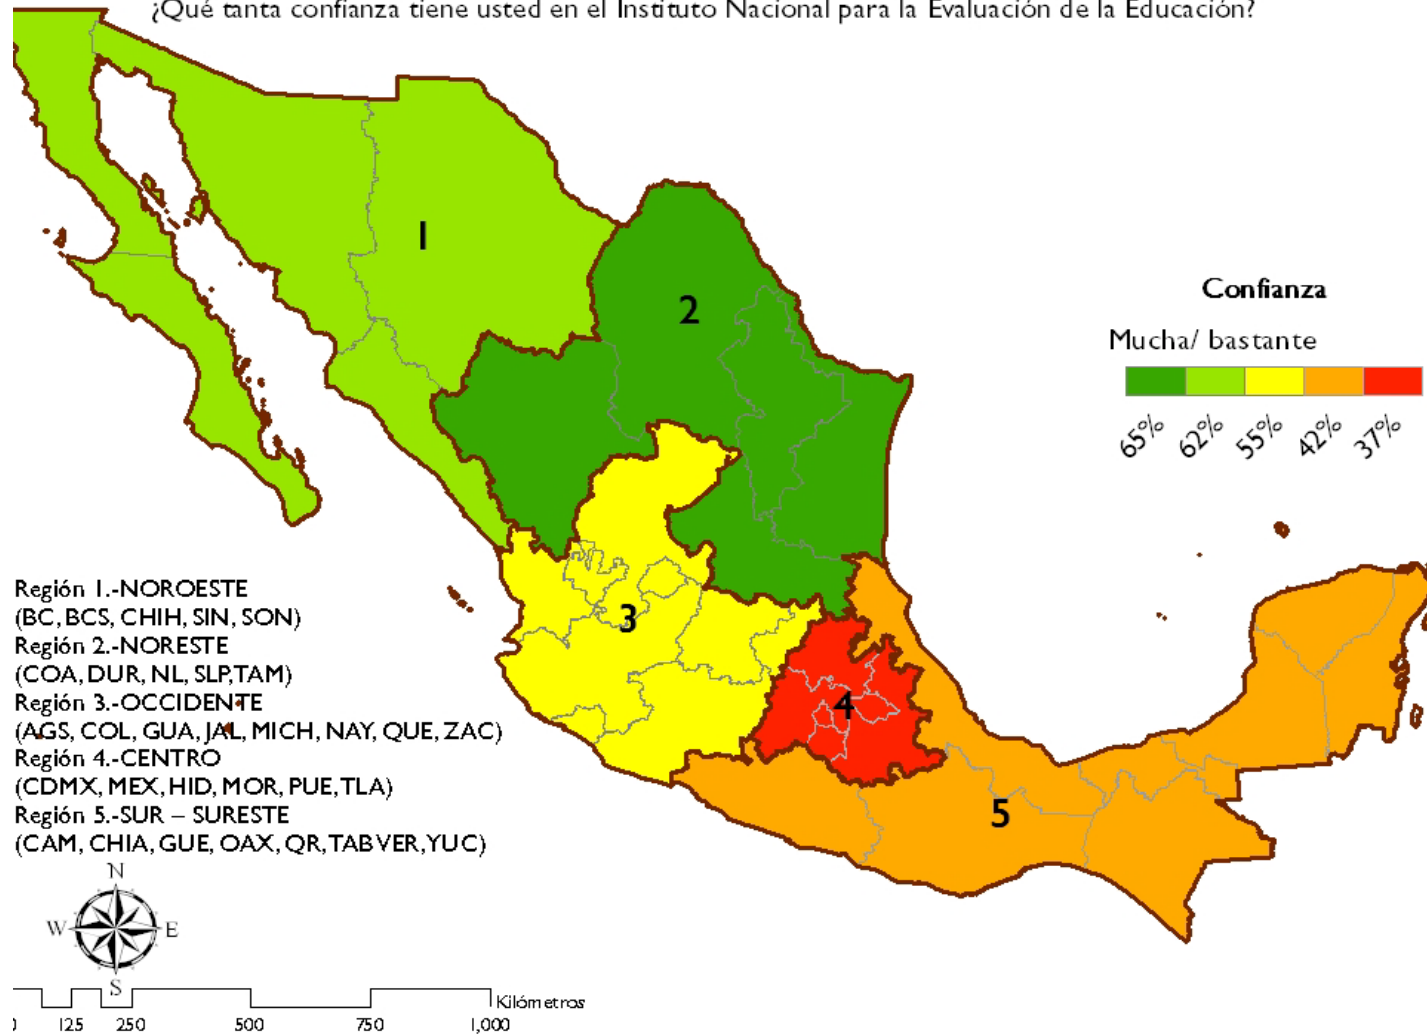 ¿Qué tanta confianza tiene usted en el Instituto Nacional para la Evaluación de la Educación?
1
2
3
4
5
Confianza
Mucha/ bastante
65% 62% 55% 42% 37%
Región 1.-NOROESTE
(BC, BCS, CHIH, SIN, SON)
Región 2.-NORESTE
(COA, DUR, NL, SLP,TAM)
Región 3.-OCCIDENTE
(AGS, COL, GUA, JAL, MICH, NAY, QUE, ZAC)
Región 4.-CENTRO
(CDMX, MEX, HID, MOR, PUE,TLA)
Región 5.-SUR – SURESTE
(CAM, CHIA, GUE, OAX, QR,TABVER,YUC)
N
W E
S
Kilómetros
125 250 500 750 1,000